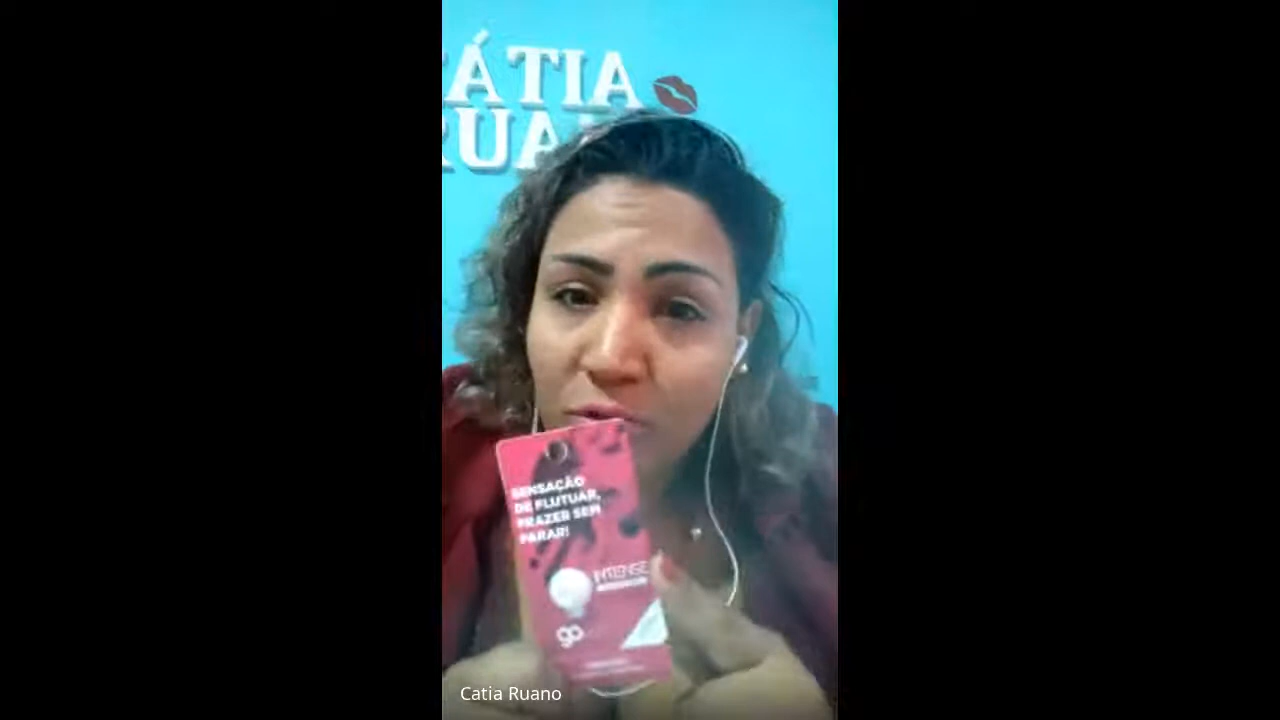 ÁTIA
RUA
SENSAÇÃO
DE FLUTUAR,
PRAZER SEM
PARAR!
INTENSE
go
Catia Ruano